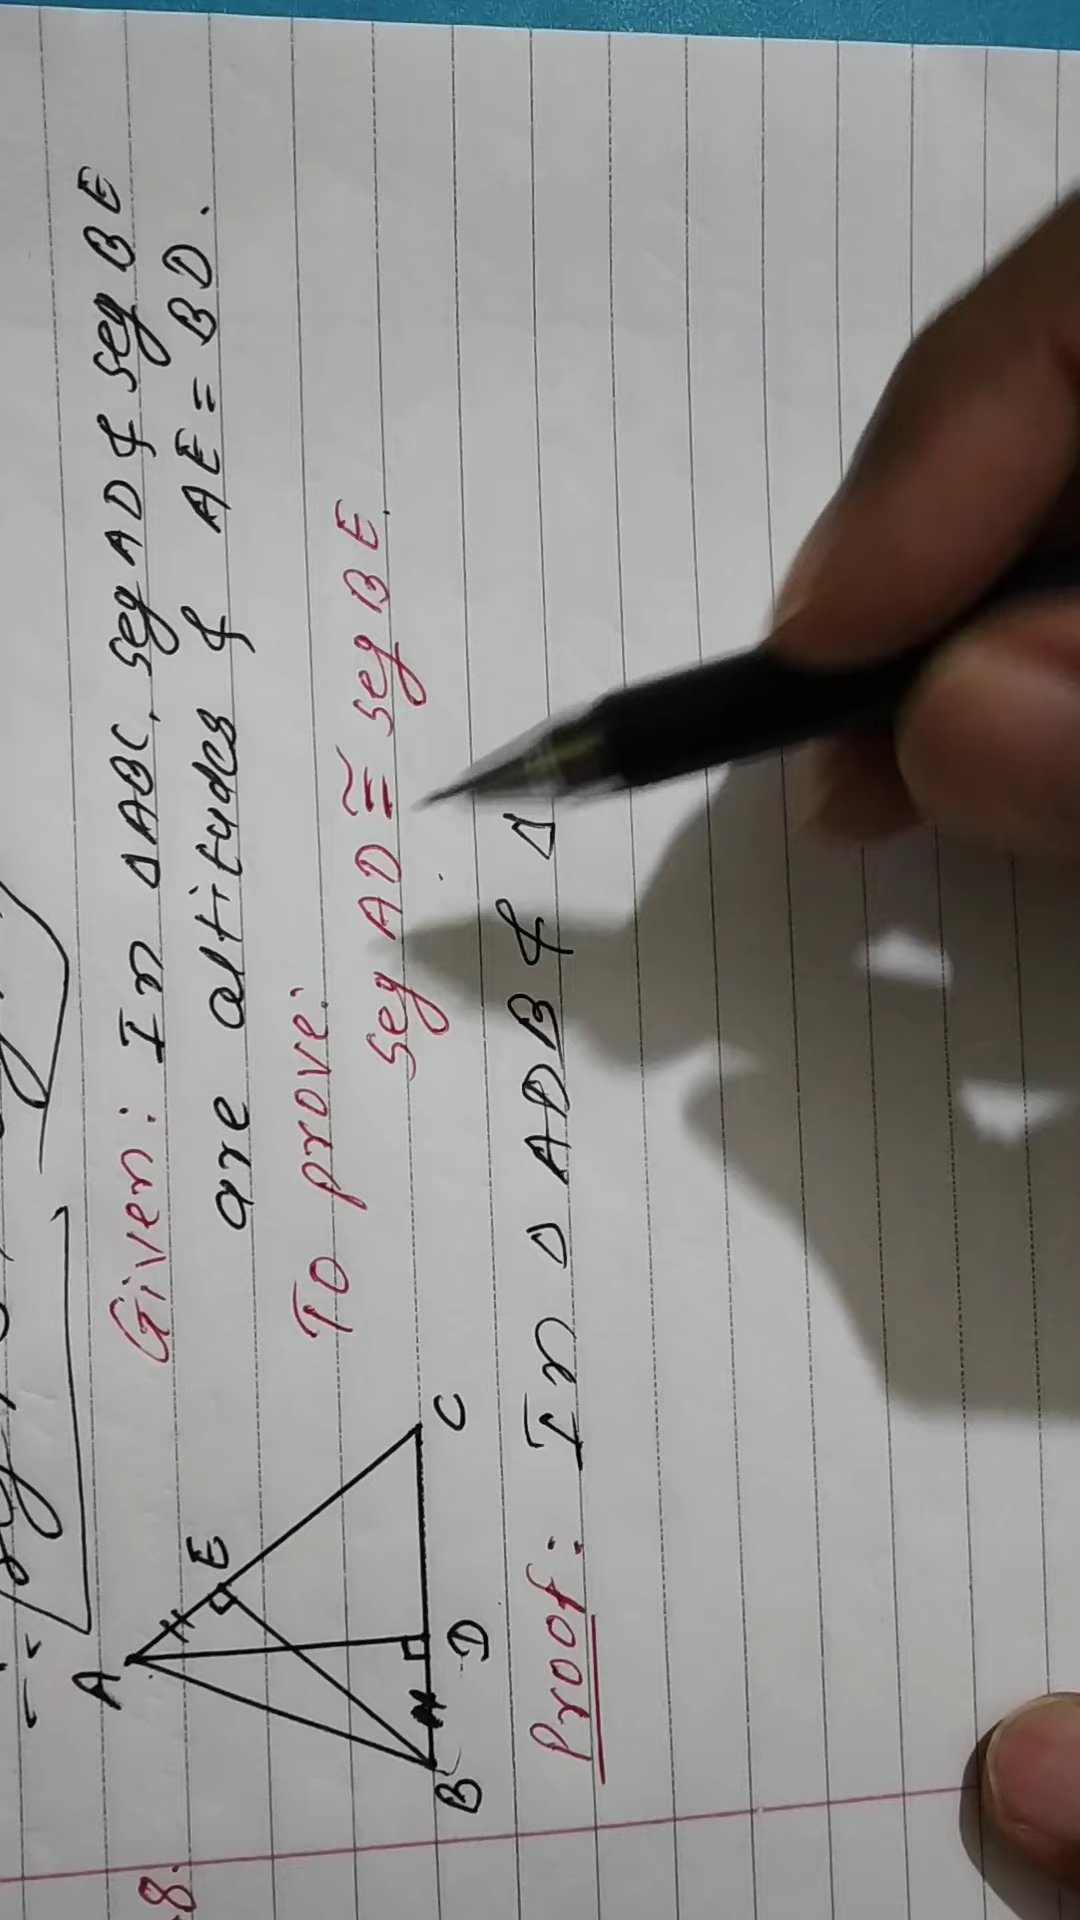 8.
Given: In △ABC, seg AD & seg BE
are altitudes & AE = BD.
To prove:
seg AD ≅ seg BE.
A
E
B
D
C
Proof: In △ ADB & △